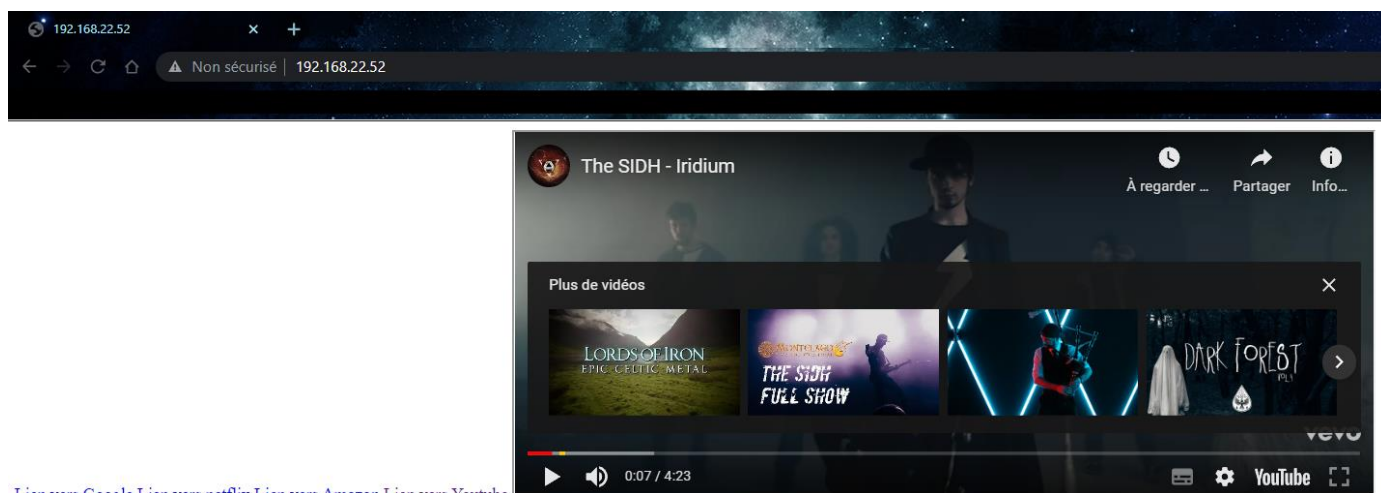 192.168.22.52
Non sécurisé | 192.168.22.52
The SIDH - Iridium
À regarder ... Partager Info...
Plus de vidéos
LORDS OF IRON
EPIC CELTIC METAL
MONTELAGO
THE SIDH
FULL SHOW
DARK FOREST
vevo
0:07 / 4:23
YouTube
Lien vers Google Lien vers netflix Lien vers Amazon Lien vers Youtube